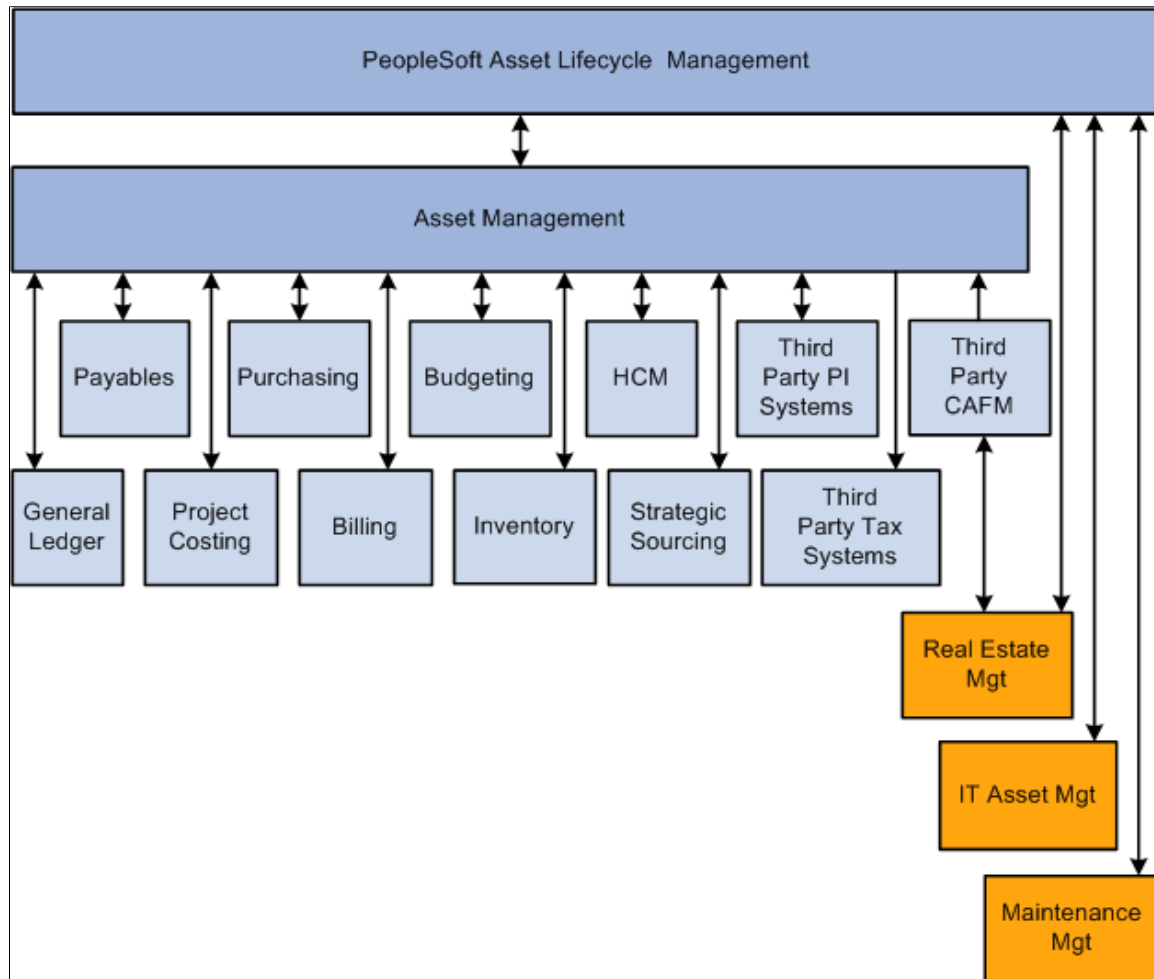 PeopleSoft Asset Lifecycle Management
Asset Management
Payables
Purchasing
Budgeting
HCM
Third
Party PI
Systems
Third
Party
CAFM
General
Ledger
Project
Costing
Billing
Inventory
Strategic
Sourcing
Third
Party Tax
Systems
Real Estate
Mgt
IT Asset Mgt
Maintenance
Mgt